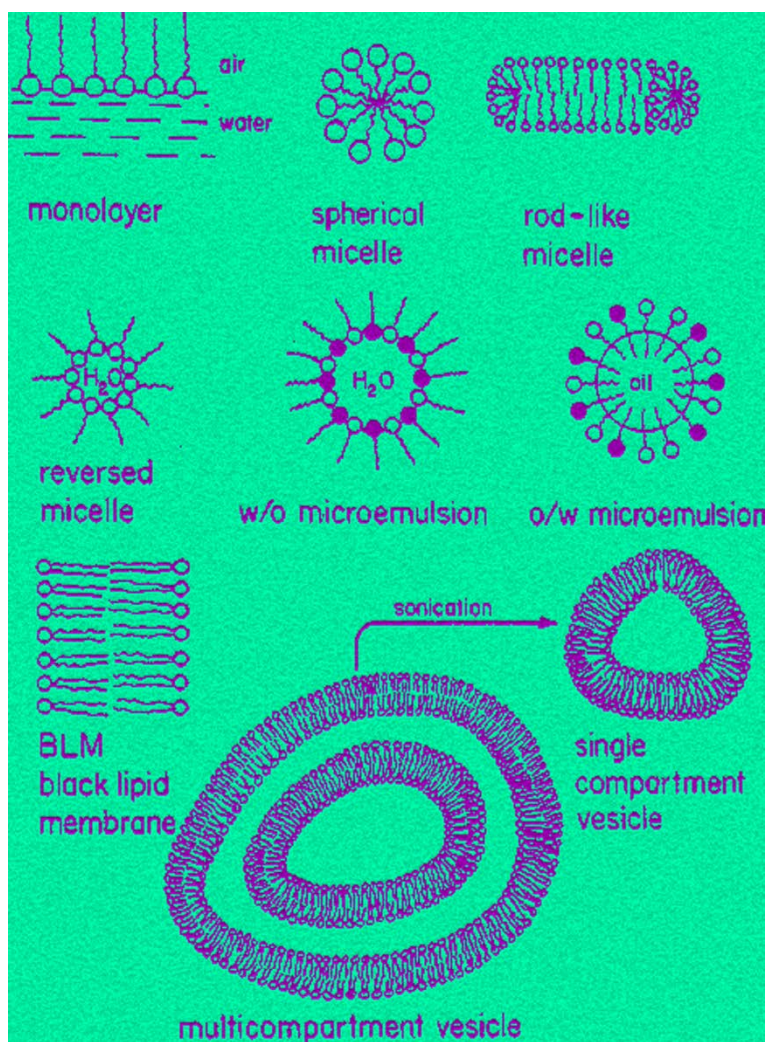 air
water
monolayer
spherical
micelle
rod-like
micelle
H₂O
H₂O
oil
reversed
micelle
w/o microemulsion
o/w microemulsion
sonication
BLM
black lipid
membrane
single
compartment
vesicle
multicompartment vesicle